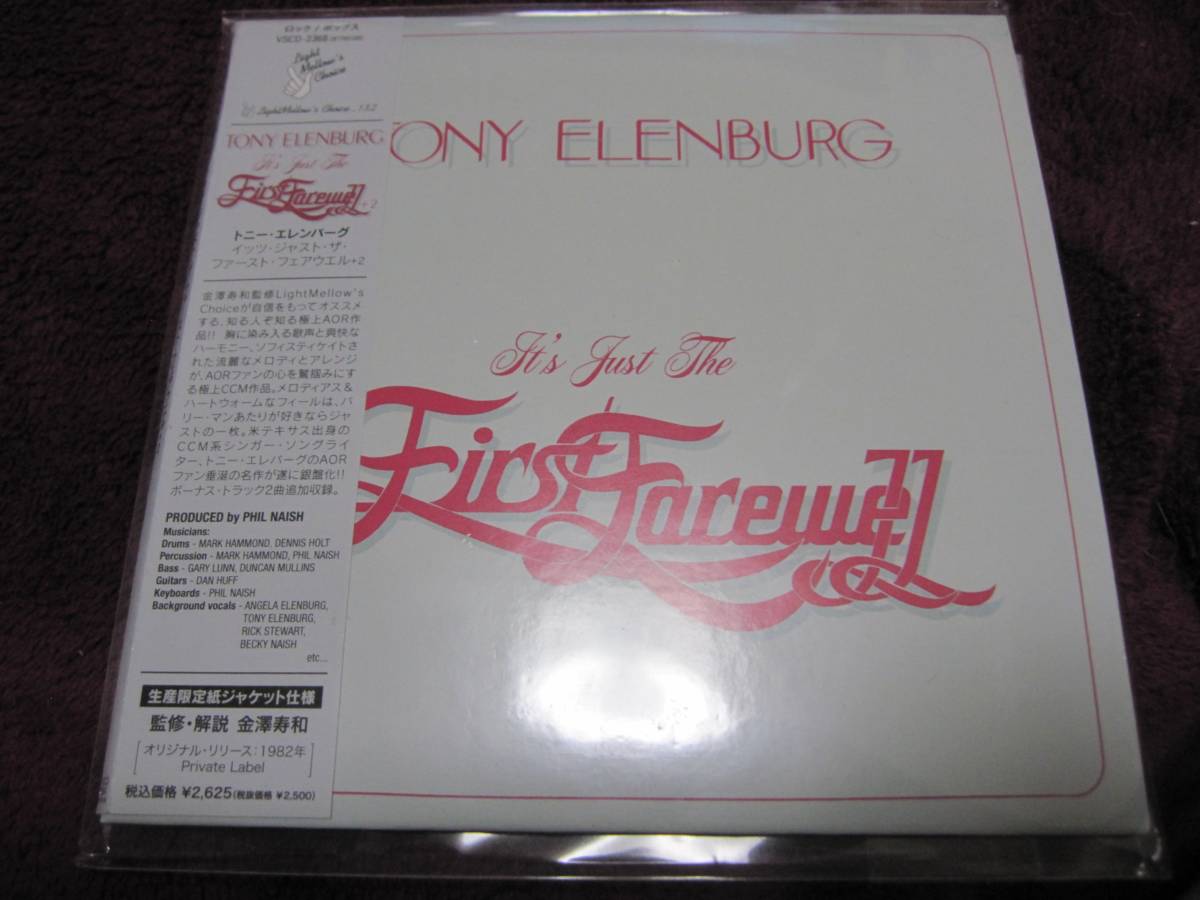 ロック / ポップス
VSCD-3368
Light
Mellow's
Choice
LightMellow's Choice
TONY ELENBURG
It's Just The
First Farewell +2
トニー・エレンバーグ
イッツ・ジャスト・ザ・
ファースト・フェアウエル+2
金澤寿和監修LightMellow's
Choiceが自信をもってオススメ
する、知る人ぞ知る極上AOR作
品!! 胸に染み入る歌声と爽快な
ハーモニー、ソフィスティケイトさ
れた流麗なメロディとアレンジ
が、AORファンの心を鷲掴みにす
る極上CCM作品。メロディアス&
ハートウォームなフィールは、バ
リー・マンあたりが好きならジャ
ストの一枚。米テキサス出身の
CCM系シンガー・ソングライ
ター、トニー・エレバーグのAOR
ファン垂涎の名作が遂に銀盤化!!
ボーナス・トラック2曲追加収録。
PRODUCED by PHIL NAISH
Musicians:
Drums - MARK HAMMOND, DENNIS HOLT
Percussion - MARK HAMMOND, PHIL NAISH
Bass - GARY LUNN, DUNCAN MULLINS
Guitars - DAN HUFF
Keyboards - PHIL NAISH
Background vocals - ANGELA ELENBURG,
TONY ELENBURG,
RICK STEWART,
BECKY NAISH
etc...
生産限定紙ジャケット仕様
監修・解説 金澤寿和
オリジナル・リリース:1982年
Private Label
税込価格 ¥2,625(税抜価格 ¥2,500)
TONY ELENBURG
It's Just The
First Farewell